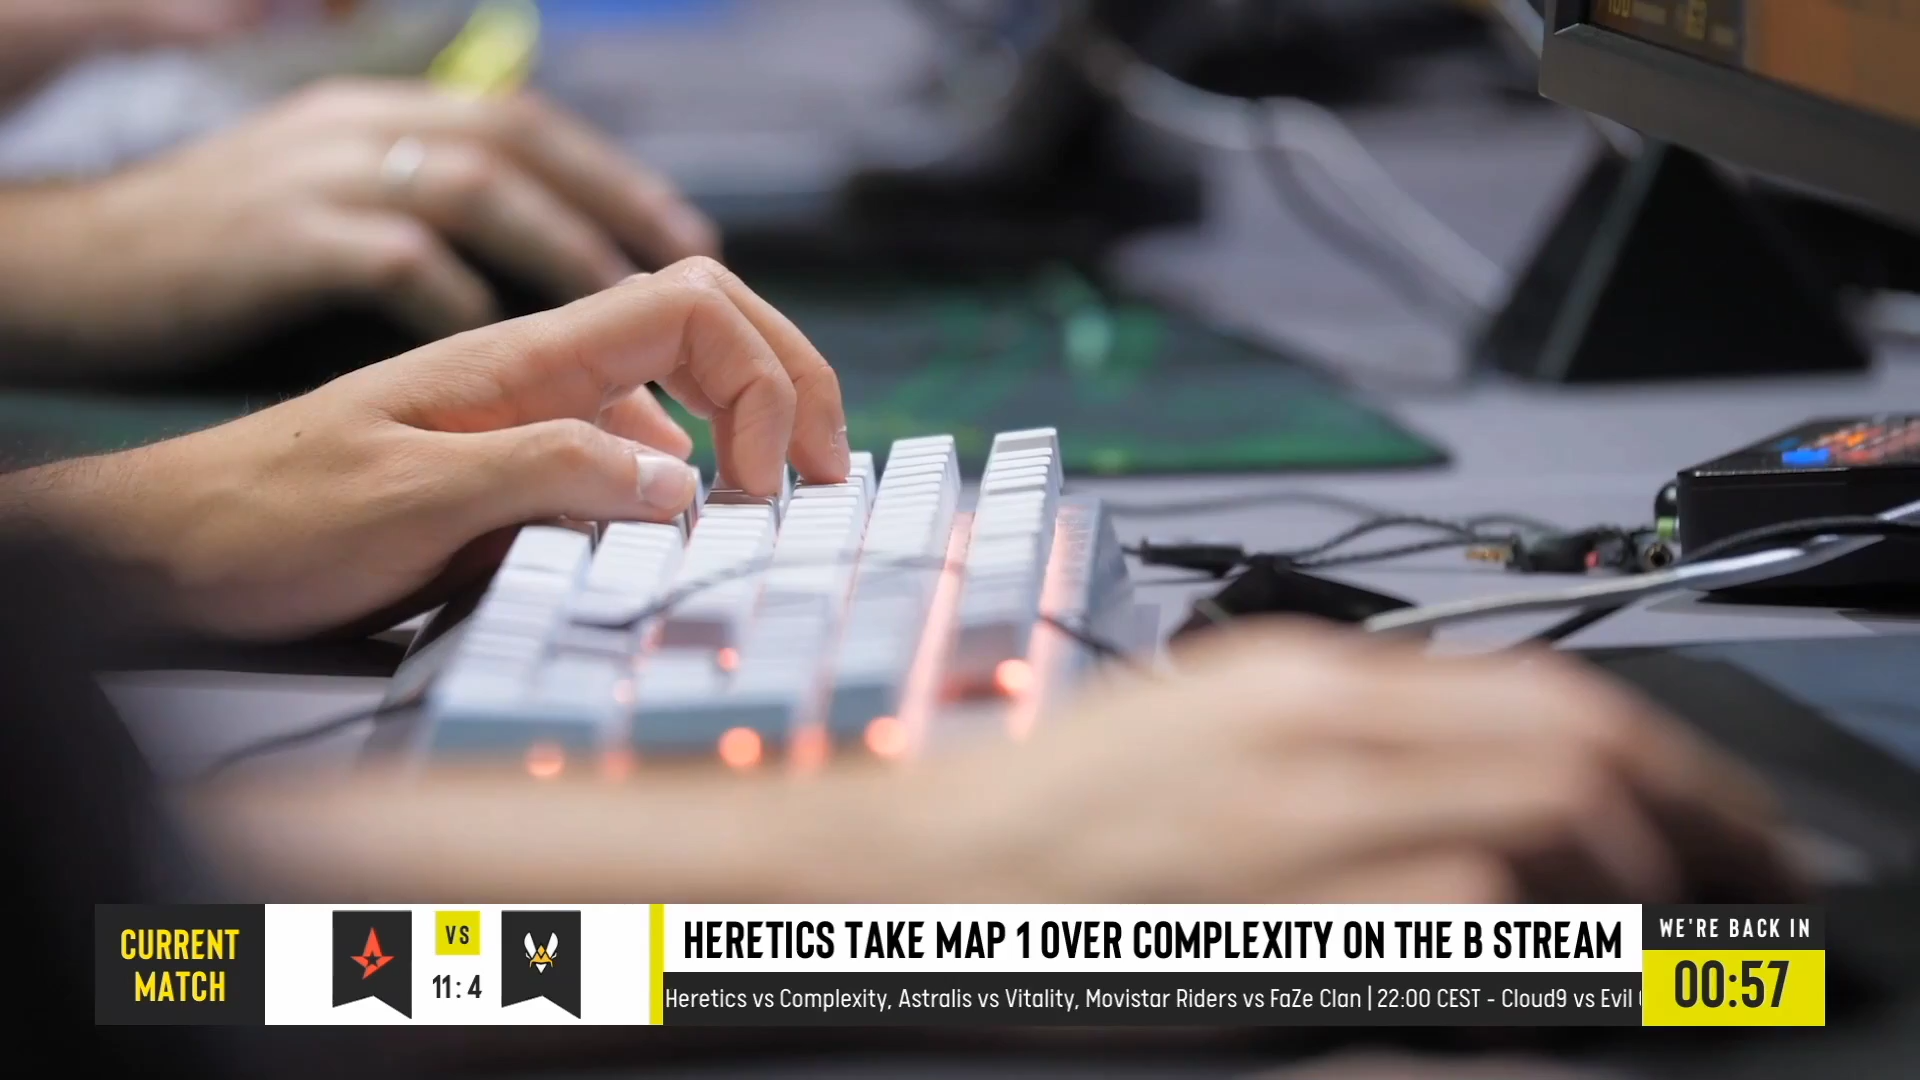 CURRENT
MATCH
VS
11:4
HERETICS TAKE MAP 1 OVER COMPLEXITY ON THE B STREAM
Heretics vs Complexity, Astralis vs Vitality, Movistar Riders vs FaZe Clan | 22:00 CEST - Cloud9 vs Evil
WE'RE BACK IN
00:57